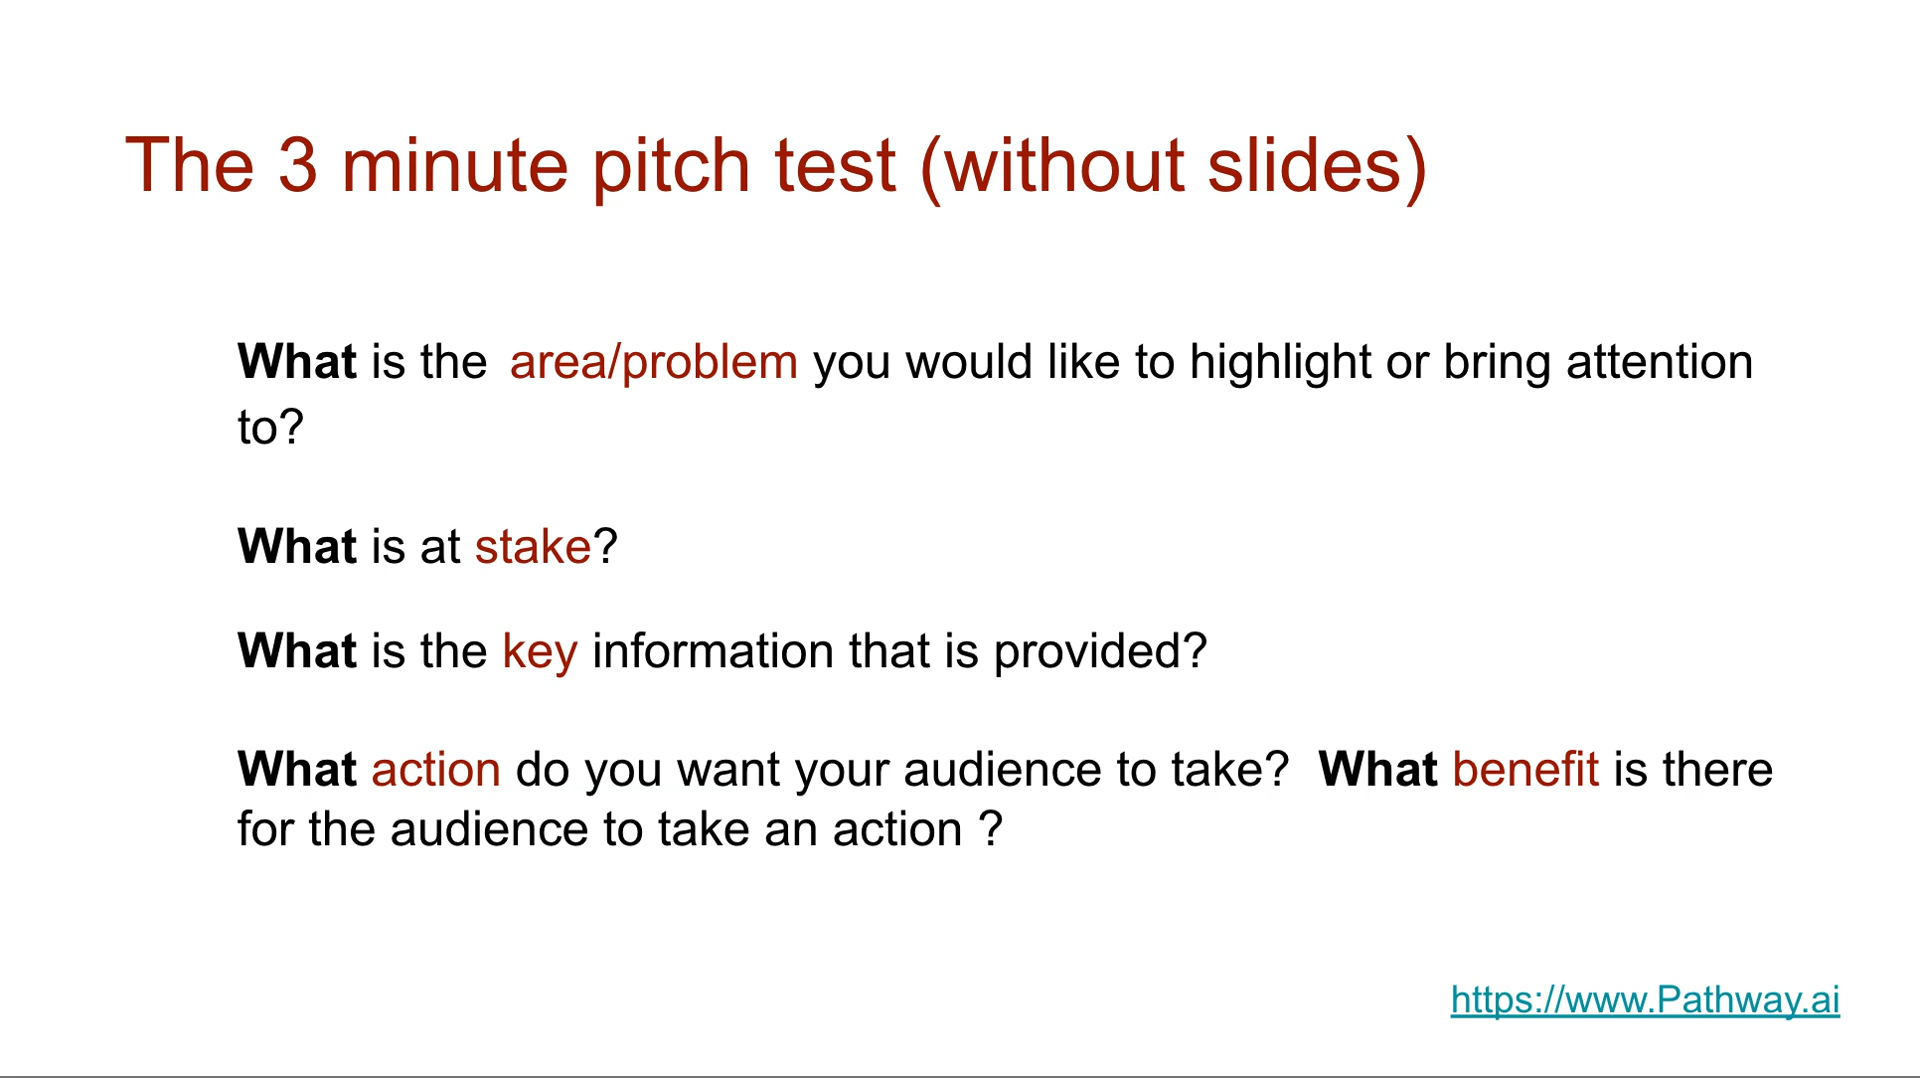 The 3 minute pitch test (without slides)
What is the area/problem you would like to highlight or bring attention
to?
What is at stake?
What is the key information that is provided?
What action do you want your audience to take? What benefit is there
for the audience to take an action ?
https://www.Pathway.ai